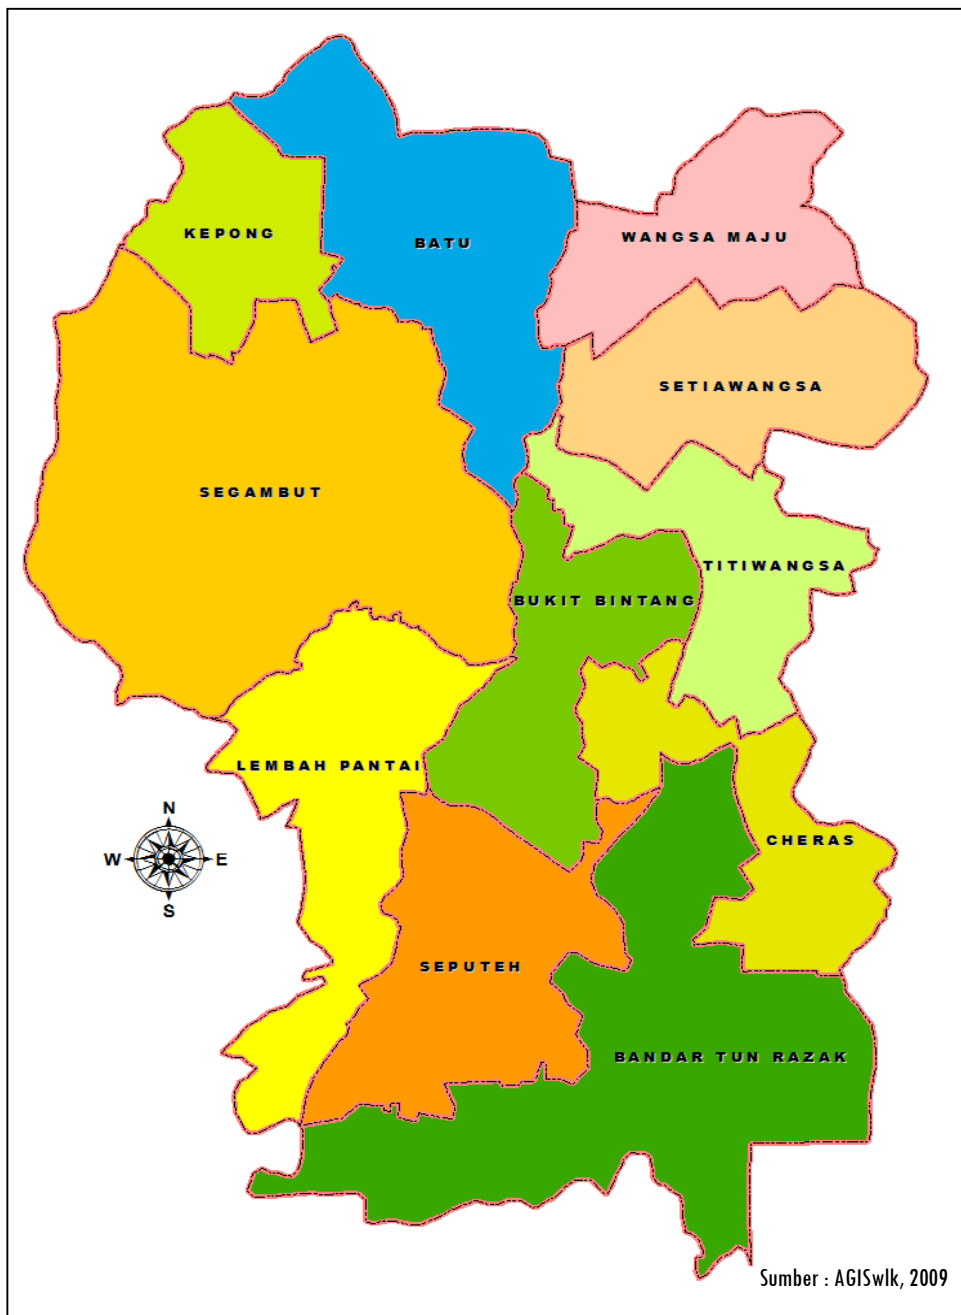 KEPONG
BATU
WANGSA MAJU
SETIAWANGSA
SEGAMBUT
TITIWANGSA
BUKIT BINTANG
LEMBAH PANTAI
N
W E
S
CHERAS
SEPUTEH
BANDAR TUN RAZAK
Sumber : AGISwlk, 2009